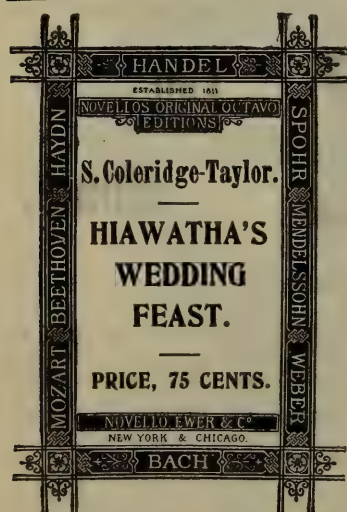 HANDEL
ESTABLISHED 1811
NOVELLOS ORIGINAL OCTAVO
EDITIONS
S. Coleridge-Taylor.
HIAWATHA'S
WEDDING
FEAST.
PRICE, 75 CENTS.
NOVELLO, EWER & Co
NEW YORK & CHICAGO.
BACH
MOZART BEETHOVEN HAYDN
SPOHR MENDELSSOHN WEBER